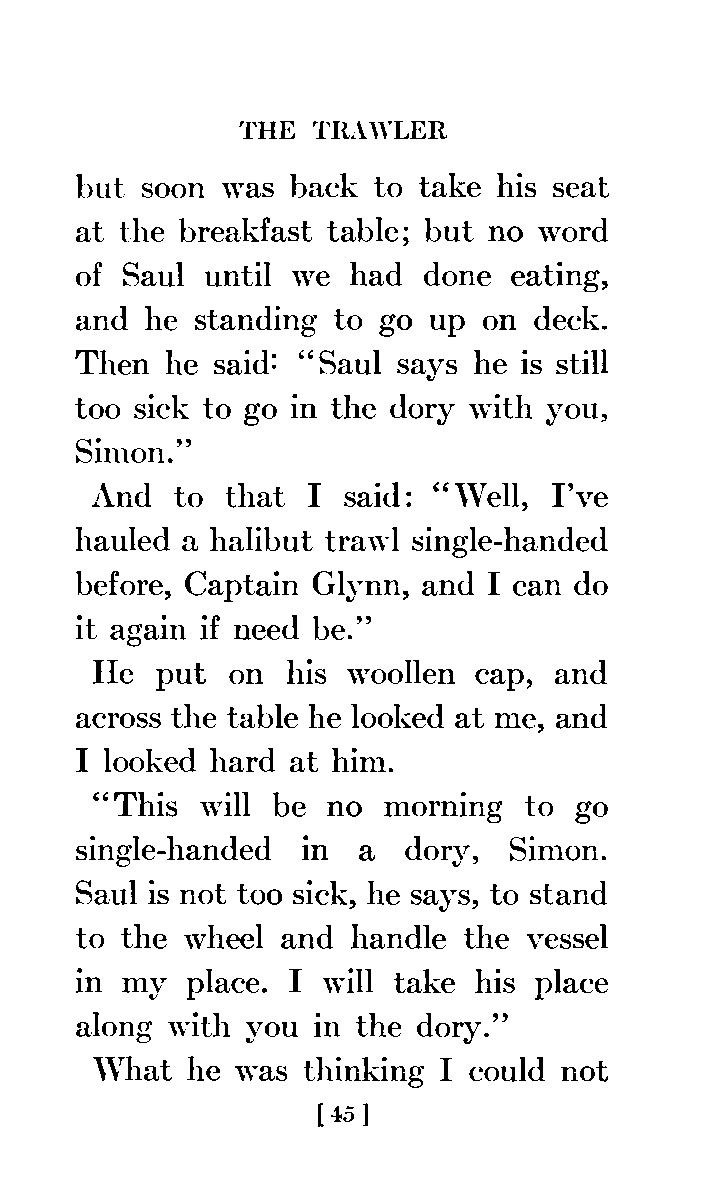 THE TRAWLER
but soon was back to take his seat
at the breakfast table; but no word
of Saul until we had done eating,
and he standing to go up on deck.
Then he said: "Saul says he is still
too sick to go in the dory with you,
Simon."
And to that I said: "Well, I've
hauled a halibut trawl single-handed
before, Captain Glynn, and I can do
it again if need be."
He put on his woollen cap, and
across the table he looked at me, and
I looked hard at him.
"This will be no morning to go
single-handed in a dory, Simon.
Saul is not too sick, he says, to stand
to the wheel and handle the vessel
in my place. I will take his place
along with you in the dory."
What he was thinking I could not
[45]